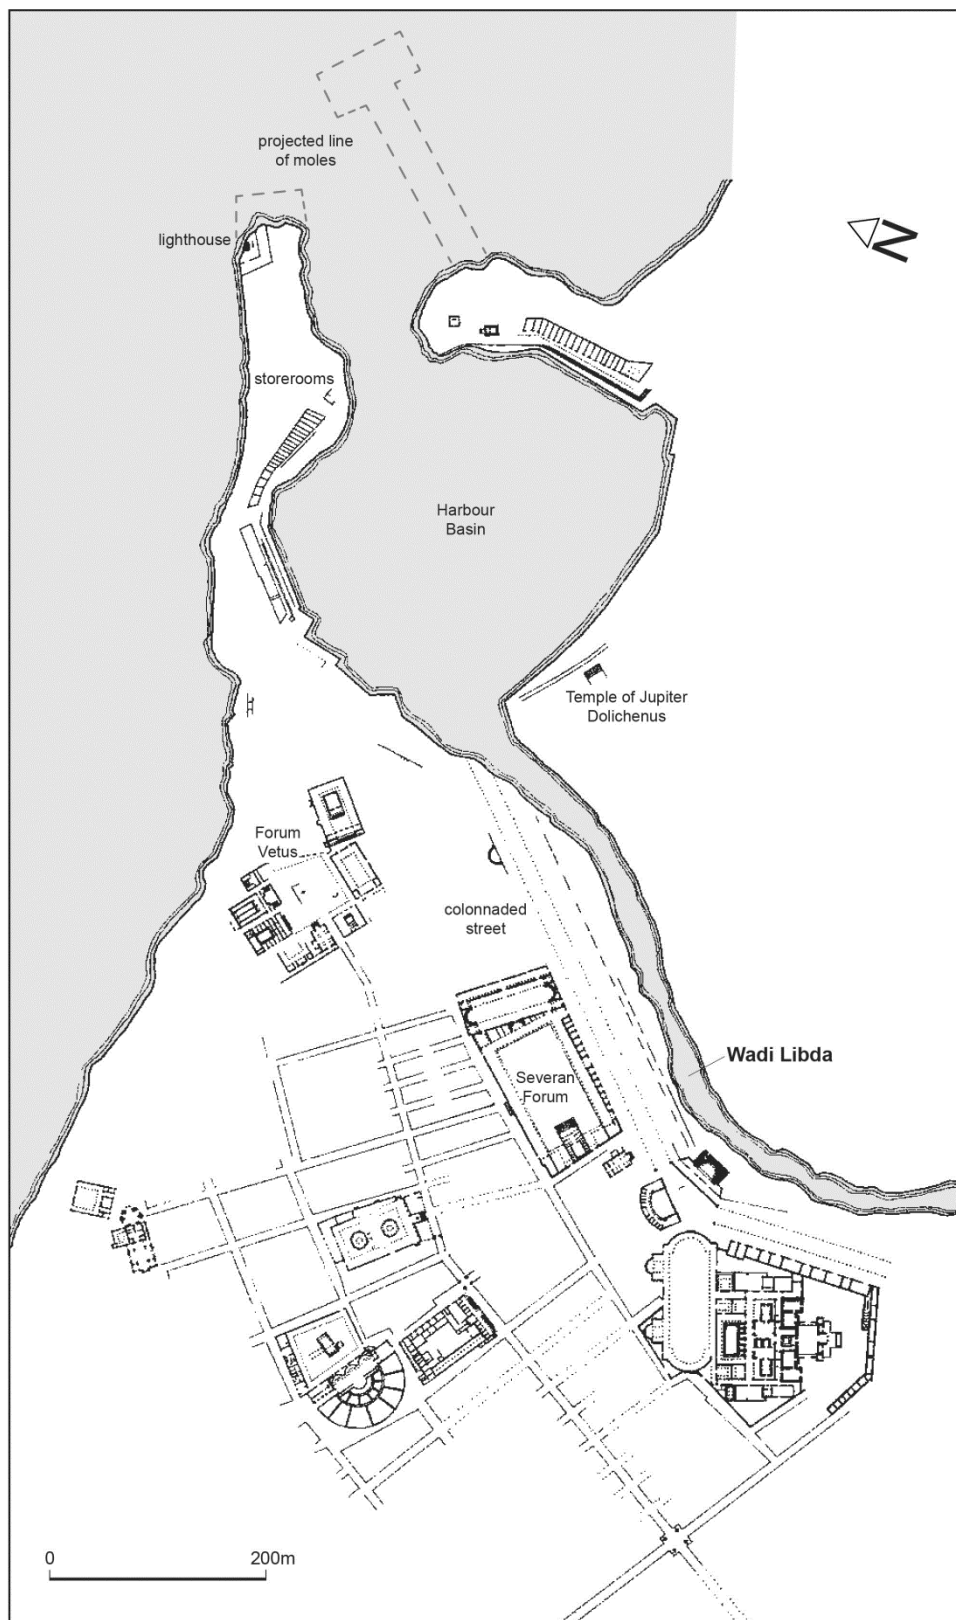 projected line
of moles
lighthouse
N
storerooms
Harbour
Basin
Temple of Jupiter
Dolichenus
Forum
Vetus
colonnaded
street
Wadi Libda
Severan
Forum
0 200m